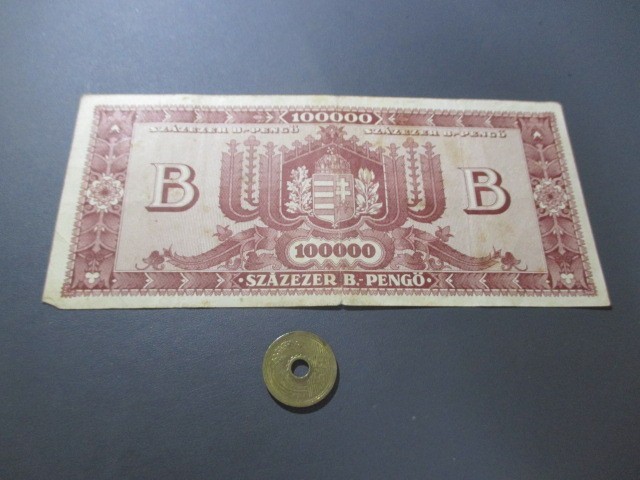 100000
SZÁZEZER B.-PENGŐ SZÁZEZER B.-PENGŐ
B B
100000
SZÁZEZER B.-PENGŐ